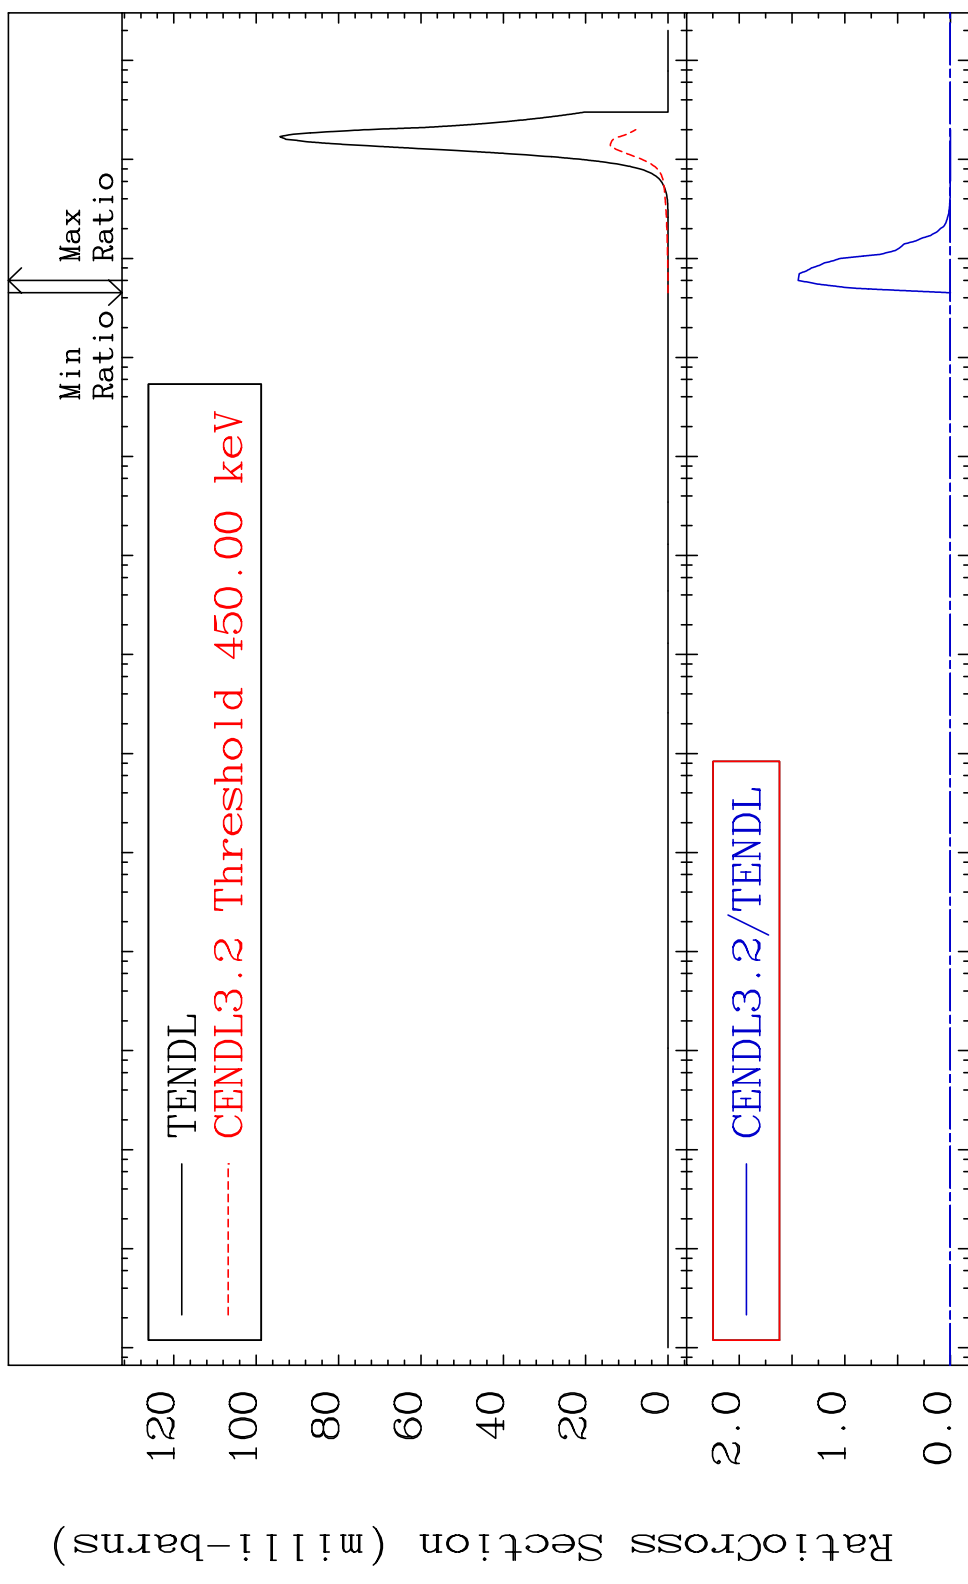 Min
Ratio
Max
Ratio
TENDL
CENDL3.2 Threshold 450.00 keV
120
100
80
60
40
20
0
CENDL3.2/TENDL
2.0
1.0
0.0
RatioCross Section (milli-barns)